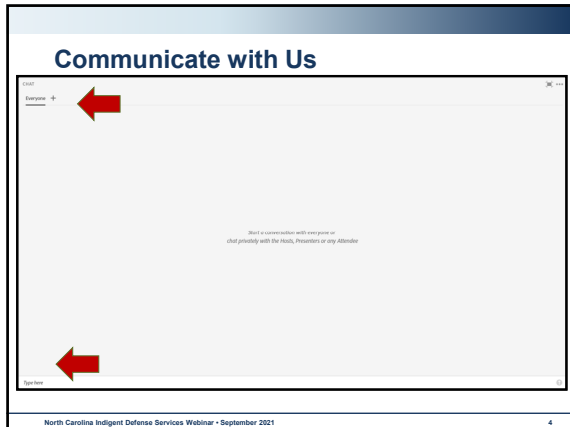 Communicate with Us
CHAT
Everyone +
Start a conversation with everyone or
chat privately with the Hosts, Presenters or any Attendee
Type here
North Carolina Indigent Defense Services Webinar • September 2021 4